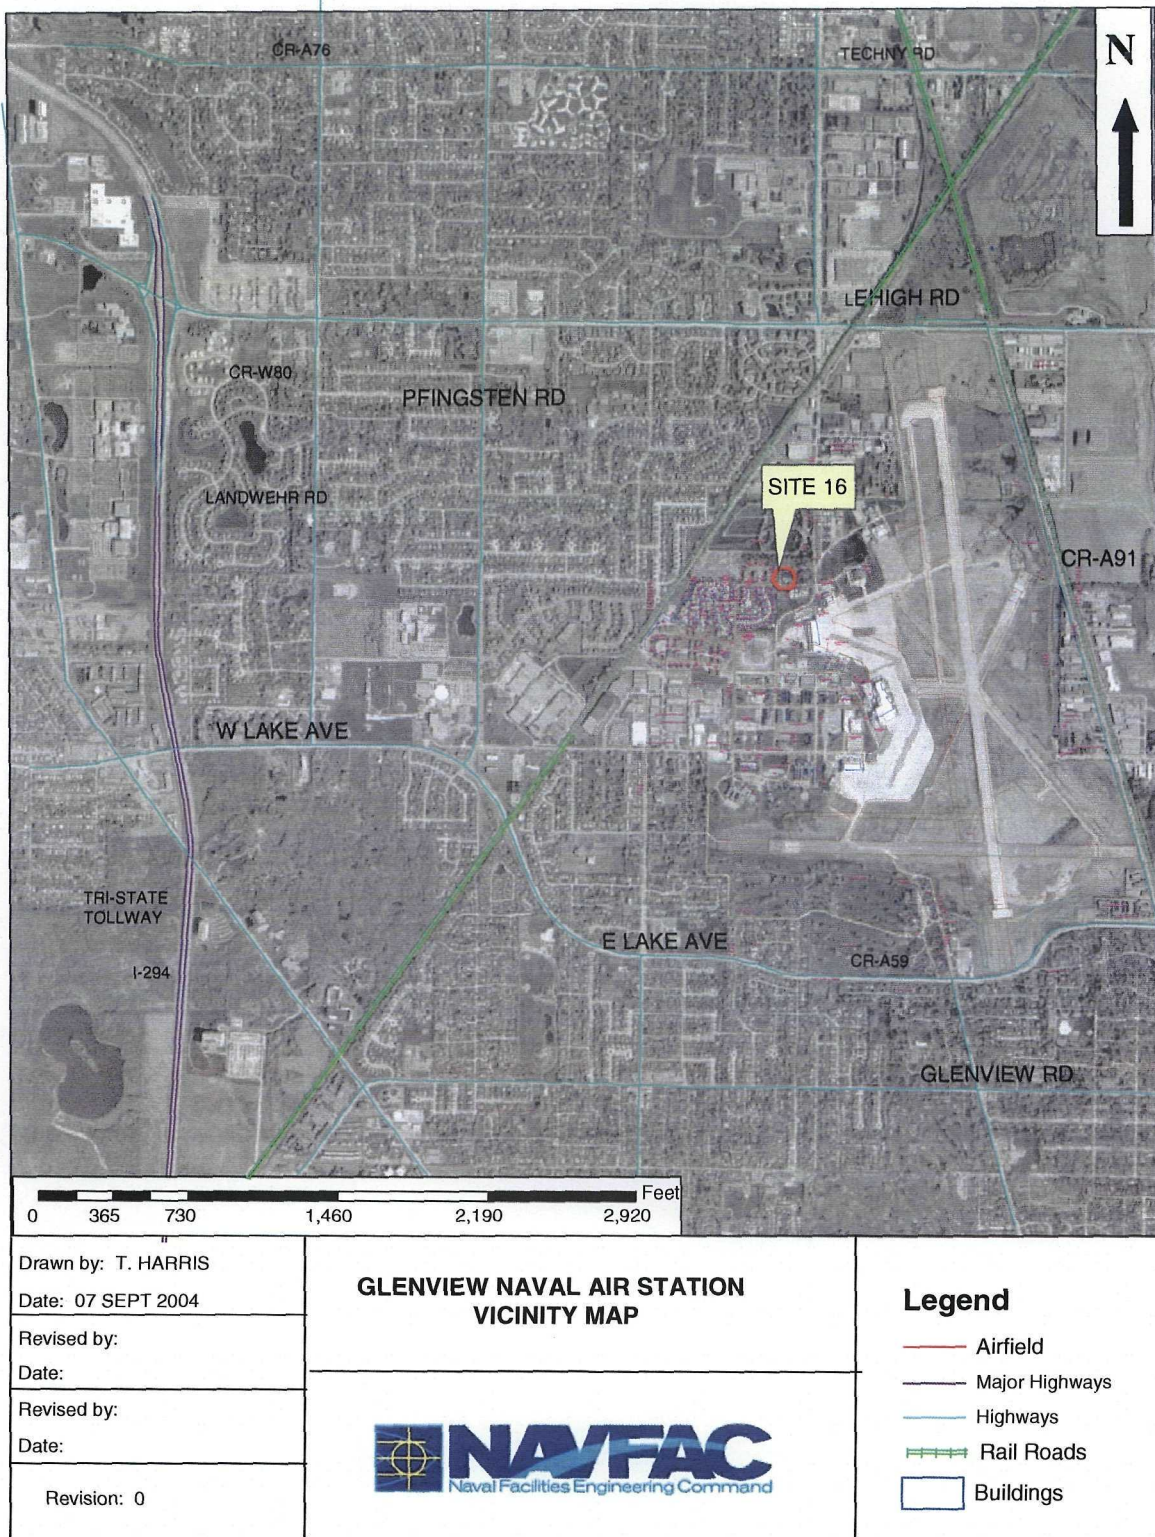 CR-A76
TECHNY RD
N
LEHIGH RD
CR-W80
PFINGSTEN RD
SITE 16
LANDWEHR RD
CR-A91
W LAKE AVE
TRI-STATE
TOLLWAY
E LAKE AVE
CR-A59
I-294
GLENVIEW RD
Feet
0 365 730 1,460 2,190 2,920
Drawn by: T. HARRIS
Date: 07 SEPT 2004
Revised by:
Date:
Revised by:
Date:
Revision: 0
GLENVIEW NAVAL AIR STATION
VICINITY MAP
NAVFAC
Naval Facilities Engineering Command
Legend
Airfield
Major Highways
Highways
Rail Roads
Buildings